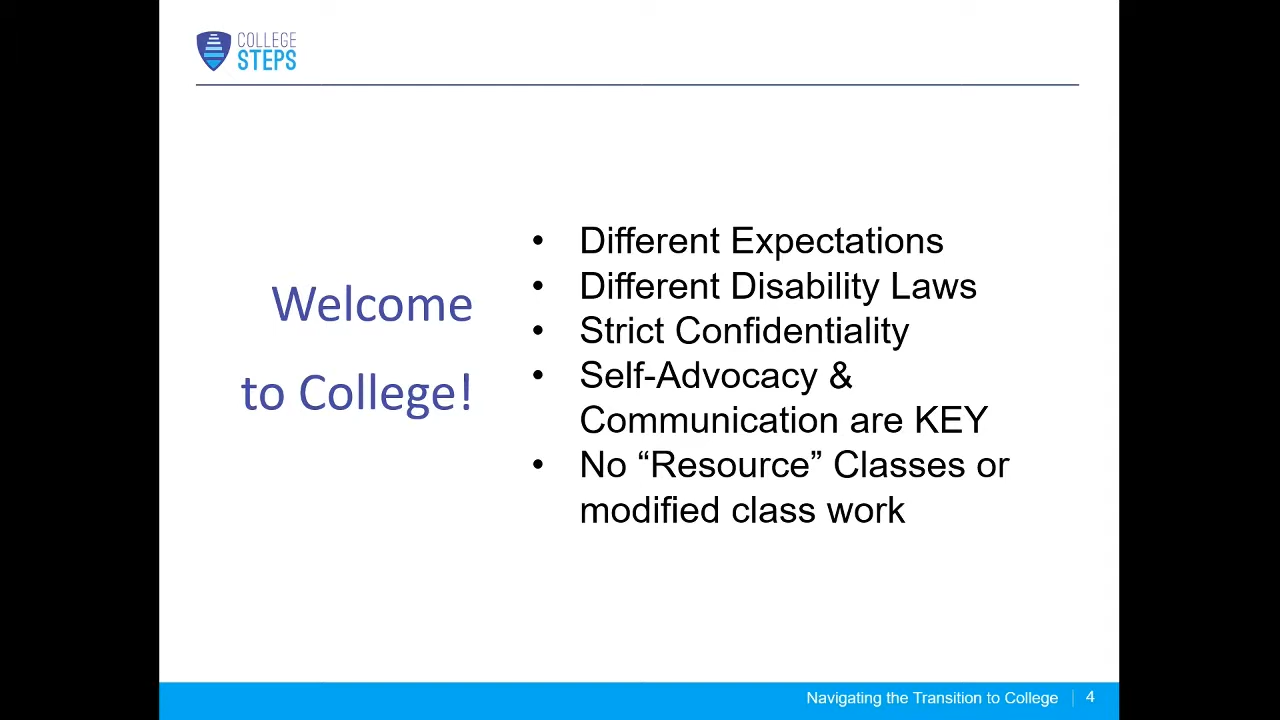 COLLEGE
STEPS
Welcome
to College!
• Different Expectations
• Different Disability Laws
• Strict Confidentiality
• Self-Advocacy &
Communication are KEY
• No “Resource” Classes or
modified class work
Navigating the Transition to College | 4